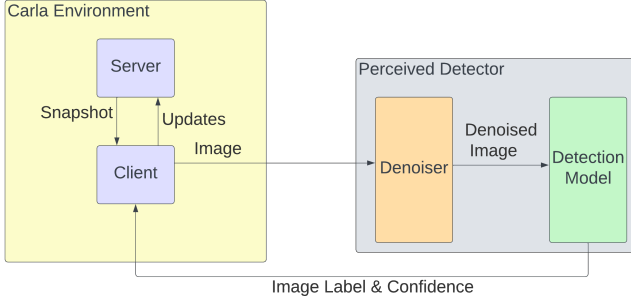 Carla Environment
Server
Snapshot
Updates
Client
Image
Perceived Detector
Denoiser
Denoised
Image
Detection
Model
Image Label & Confidence